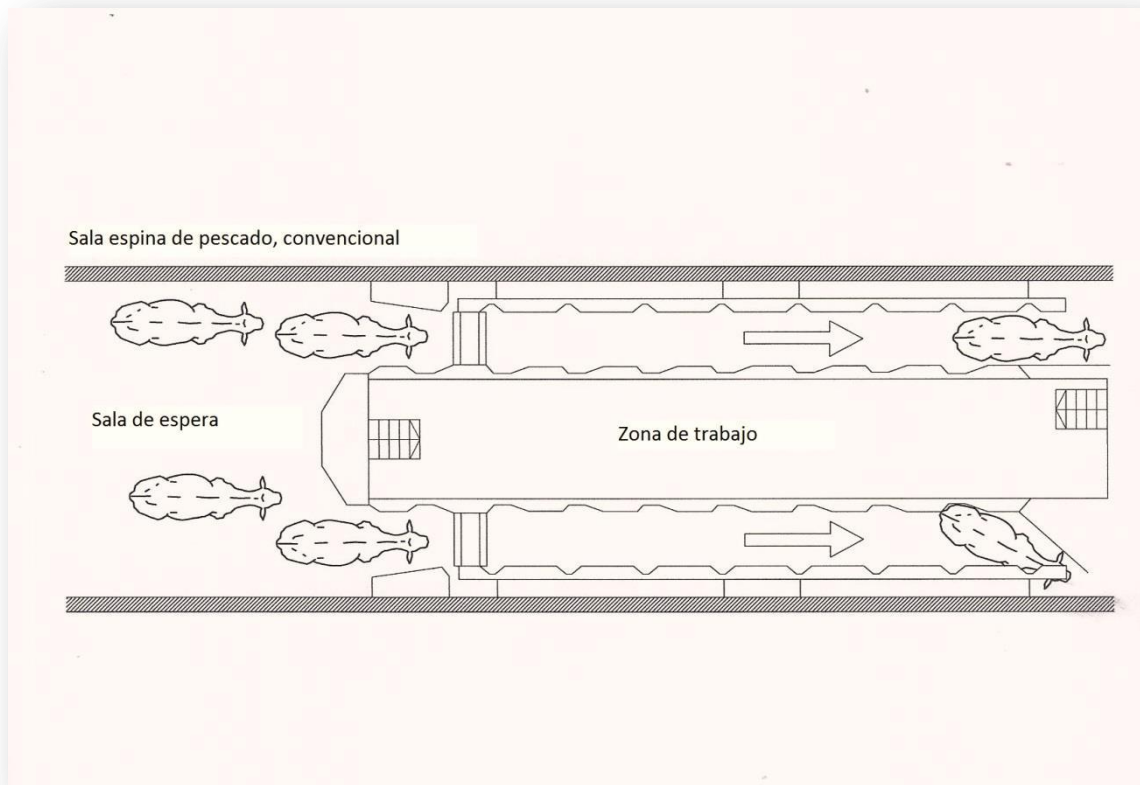 Sala espina de pescado, convencional
Sala de espera
Zona de trabajo